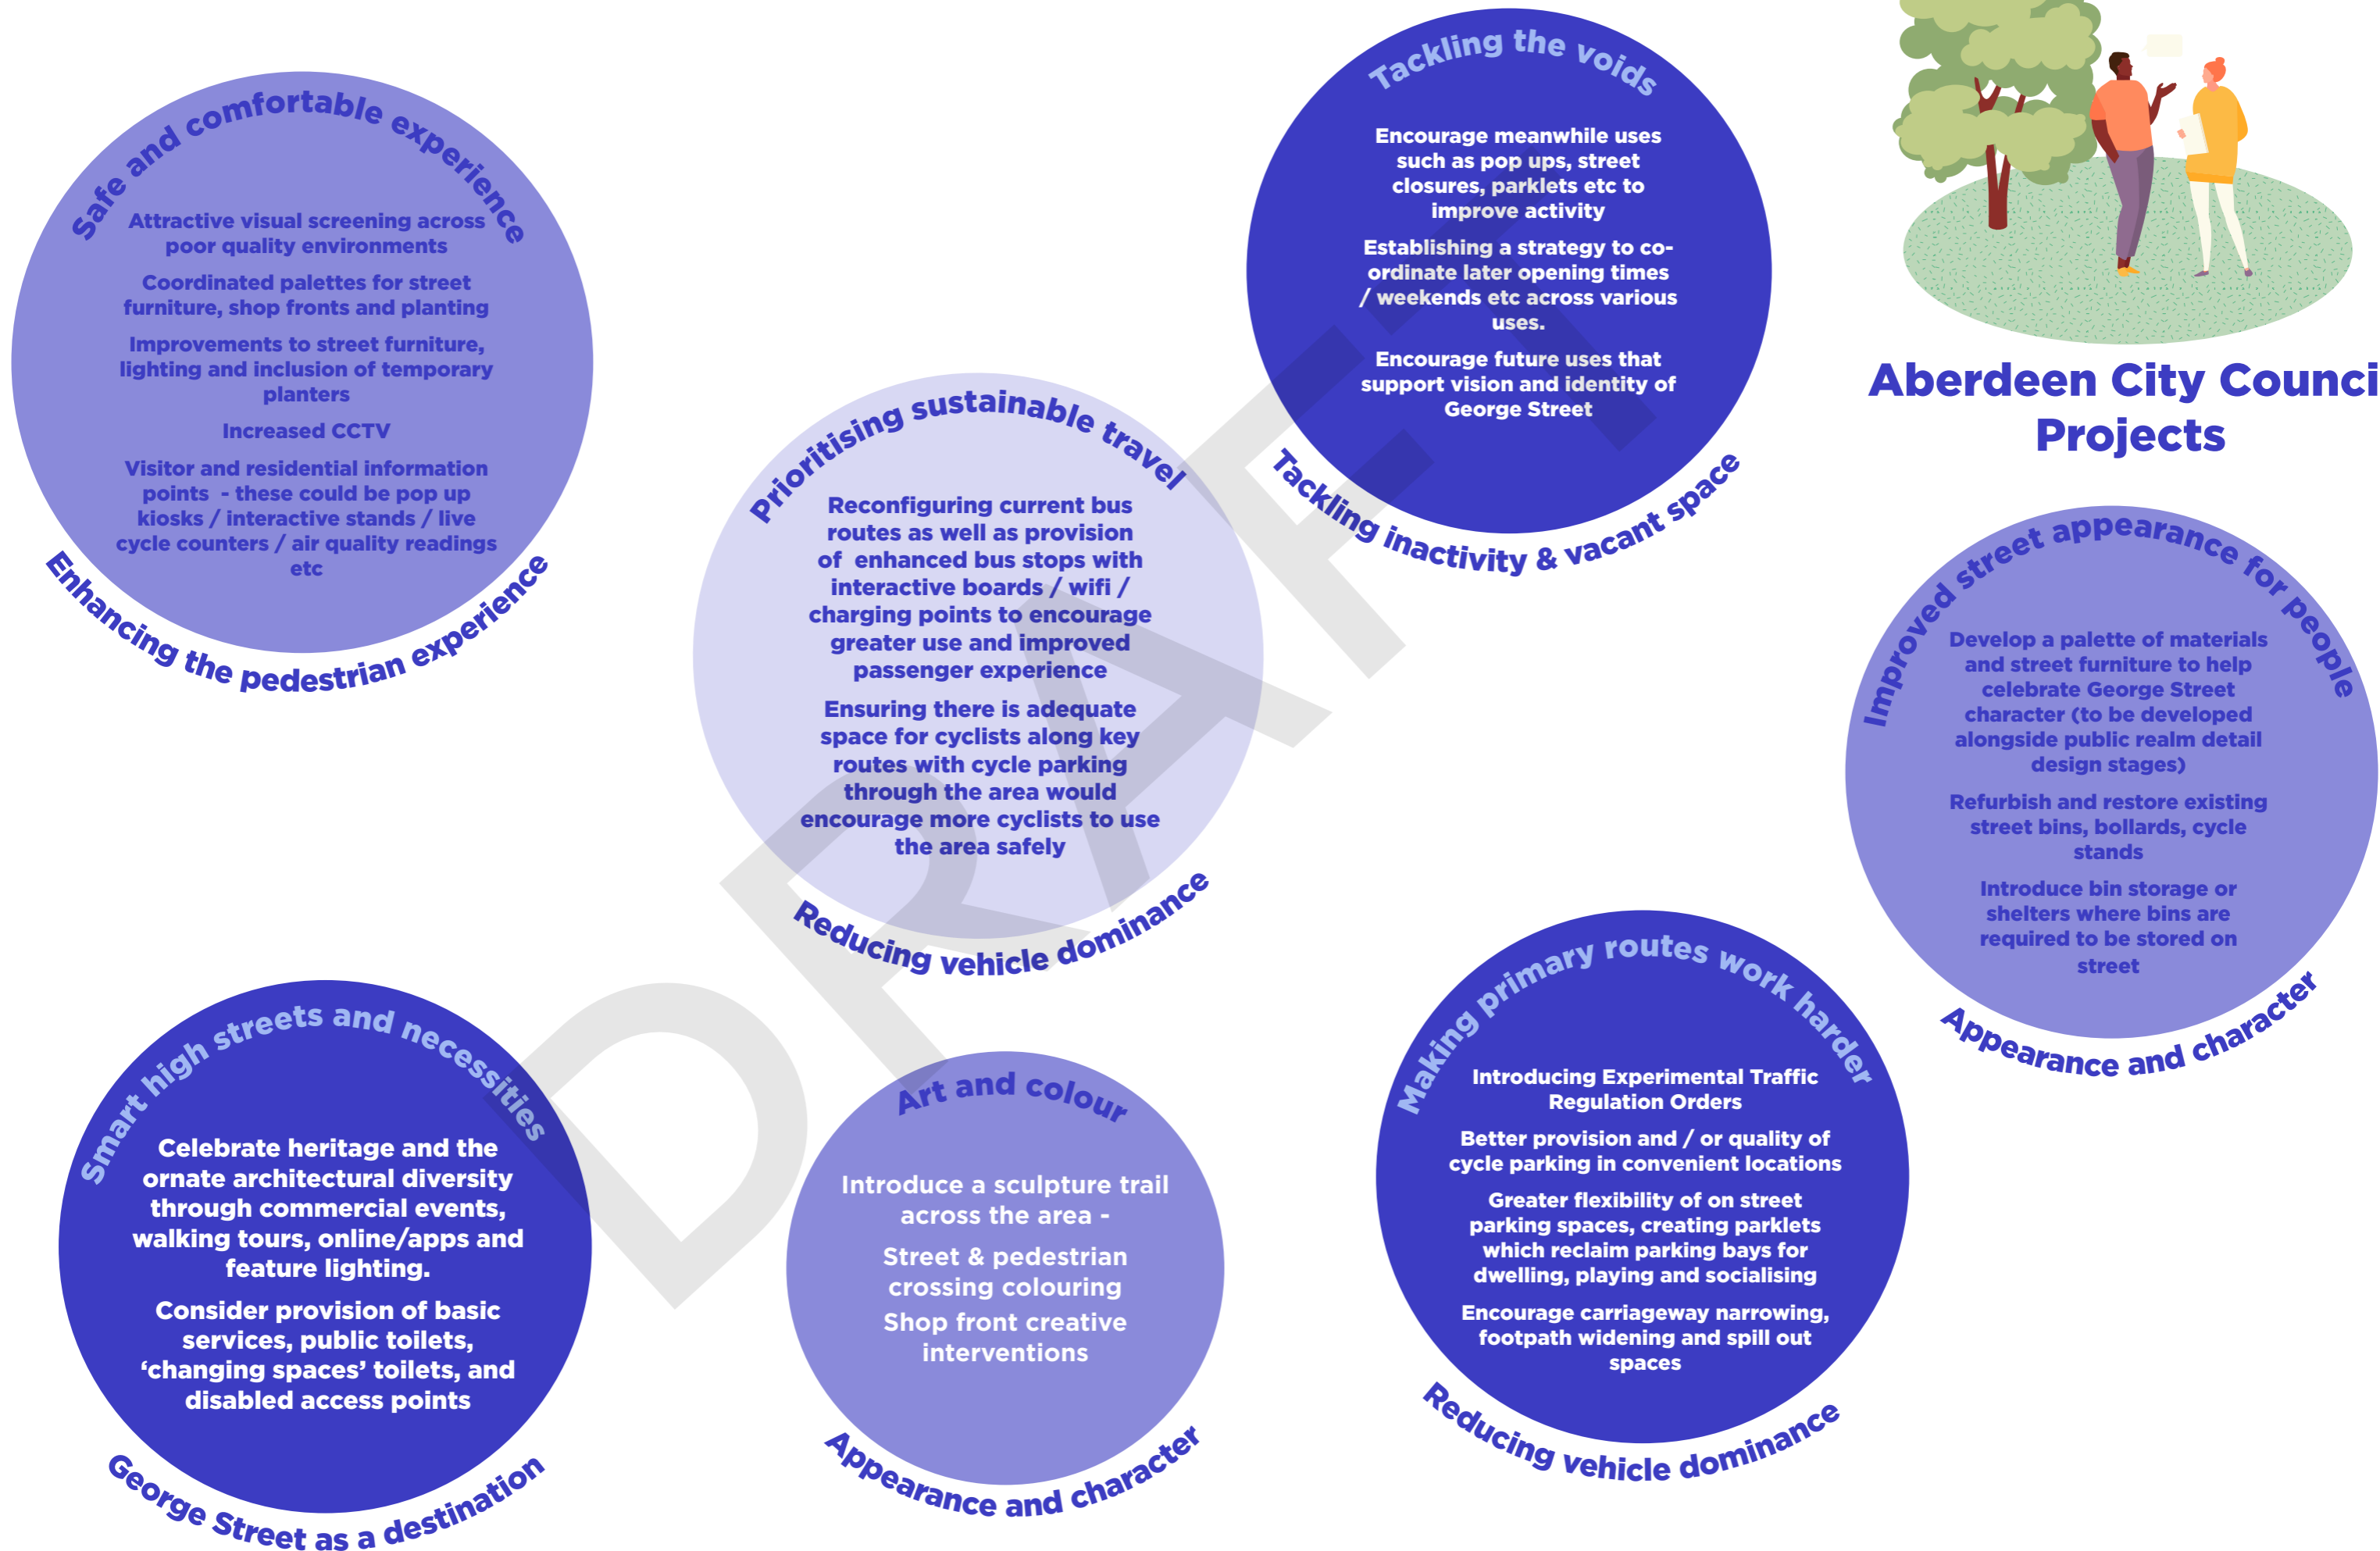 Safe and comfortable experience
Attractive visual screening across
poor quality environments
Coordinated palettes for street
furniture, shop fronts and planting
Improvements to street furniture,
lighting and inclusion of temporary
planters
Increased CCTV
Visitor and residential information
points - these could be pop up
kiosks / interactive stands / live
cycle counters / air quality readings
etc
Enhancing the pedestrian experience
Prioritising sustainable travel
Reconfiguring current bus
routes as well as provision
of enhanced bus stops with
interactive boards / wifi /
charging points to encourage
greater use and improved
passenger experience
Ensuring there is adequate
space for cyclists along key
routes with cycle parking
through the area would
encourage more cyclists to use
the area safely
Reducing vehicle dominance
Tackling the voids
Encourage meanwhile uses
such as pop ups, street
closures, parklets etc to
improve activity
Establishing a strategy to co-
ordinate later opening times
/ weekends etc across various
uses.
Encourage future uses that
support vision and identity of
George Street
Tackling inactivity & vacant space
Aberdeen City Counci
Projects
Improved street appearance for people
Develop a palette of materials
and street furniture to help
celebrate George Street
character (to be developed
alongside public realm detail
design stages)
Refurbish and restore existing
street bins, bollards, cycle
stands
Introduce bin storage or
shelters where bins are
required to be stored on
street
Appearance and character
Smart high streets and necessities
Celebrate heritage and the
ornate architectural diversity
through commercial events,
walking tours, online/apps and
feature lighting.
Consider provision of basic
services, public toilets,
‘changing spaces’ toilets, and
disabled access points
George Street as a destination
Art and colour
Introduce a sculpture trail
across the area -
Street & pedestrian
crossing colouring
Shop front creative
interventions
Appearance and character
Making primary routes work harder
Introducing Experimental Traffic
Regulation Orders
Better provision and / or quality of
cycle parking in convenient locations
Greater flexibility of on street
parking spaces, creating parklets
which reclaim parking bays for
dwelling, playing and socialising
Encourage carriageway narrowing,
footpath widening and spill out
spaces
Reducing vehicle dominance
DRAFT